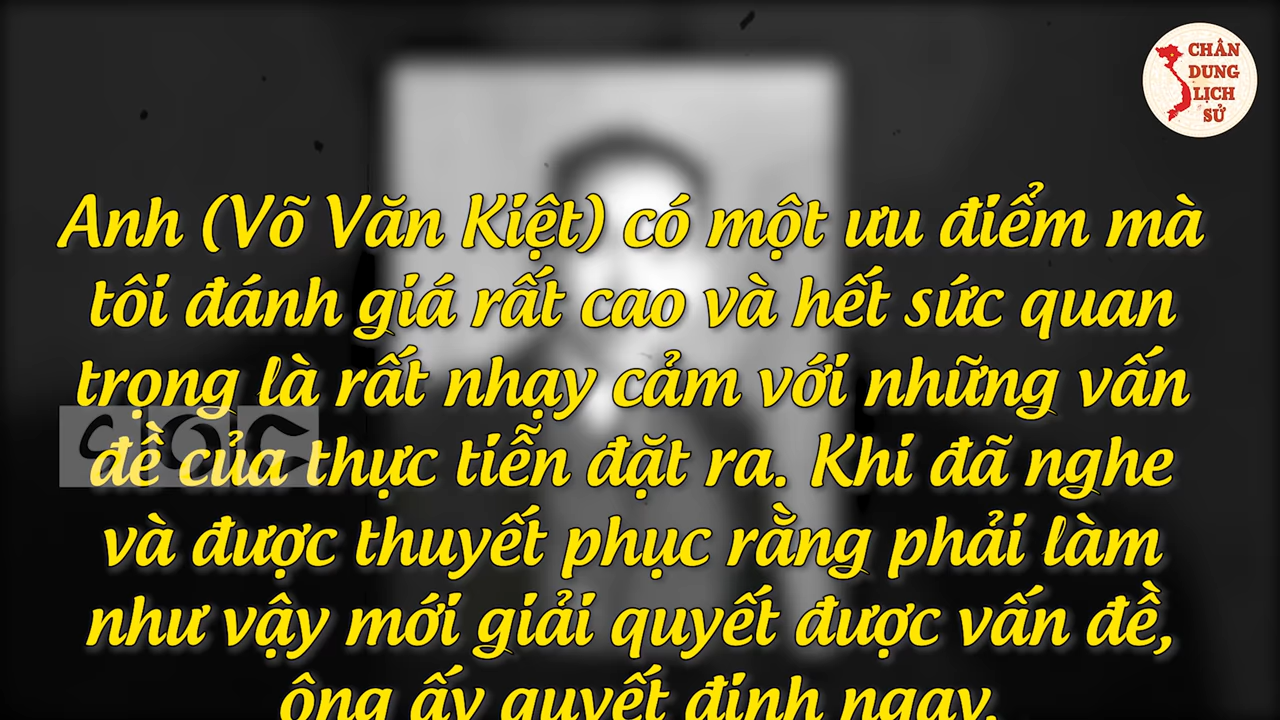 CHÂN
DUNG
LỊCH
SỬ
Anh (Võ Văn Kiệt) có một ưu điểm mà
tôi đánh giá rất cao và hết sức quan
trọng là rất nhạy cảm với những vấn
đề của thực tiễn đặt ra. Khi đã nghe
và được thuyết phục rằng phải làm
như vậy mới giải quyết được vấn đề,
ông ấy quyết định ngay.